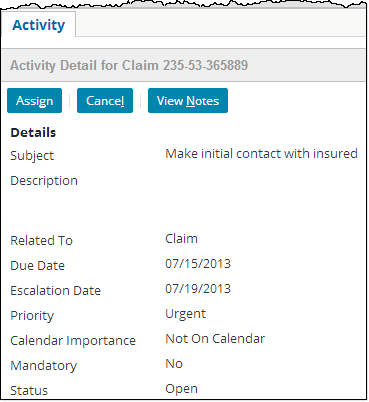 Activity
Activity Detail for Claim 235-53-365889
Assign Cancel View Notes
Details
Subject Make initial contact with insured
Description
Related To Claim
Due Date 07/15/2013
Escalation Date 07/19/2013
Priority Urgent
Calendar Importance Not On Calendar
Mandatory No
Status Open